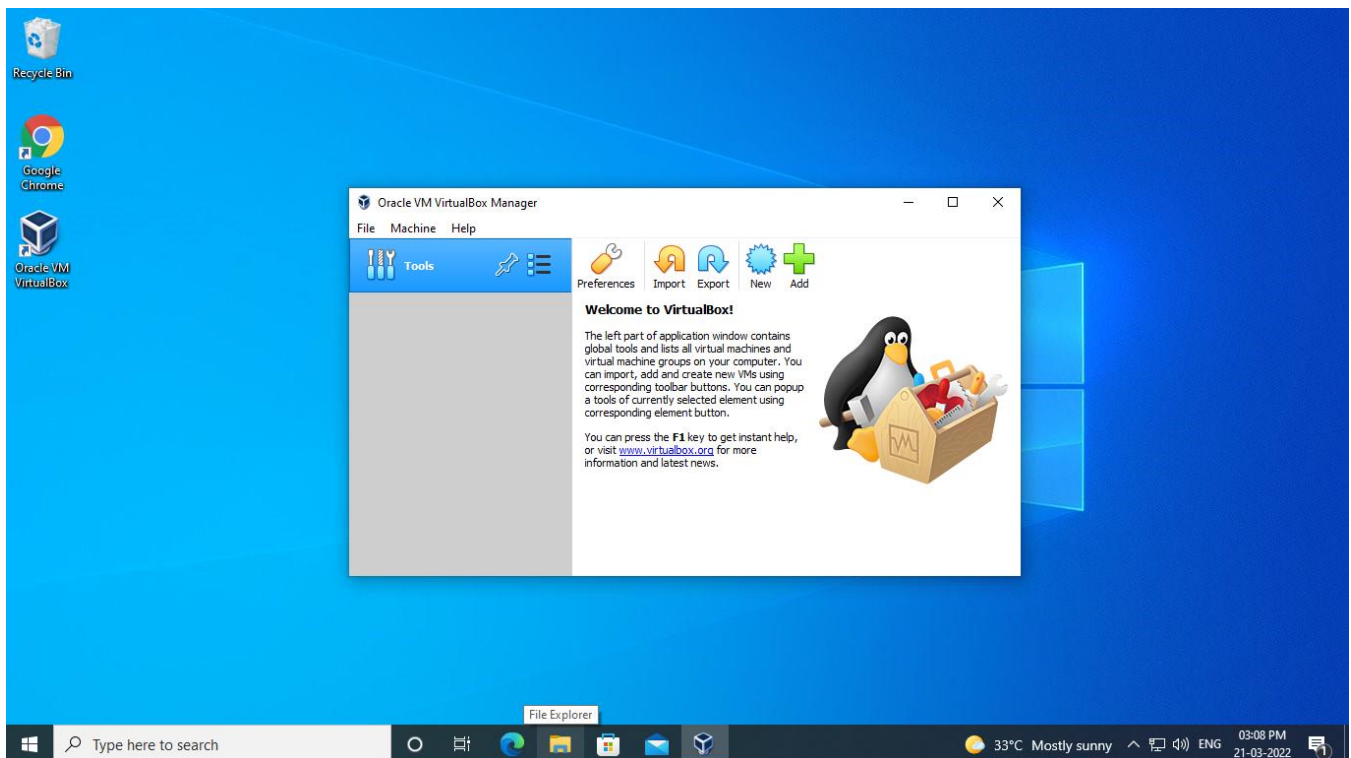 Recycle Bin
Google
Chrome
Oracle VM
VirtualBox
Oracle VM VirtualBox Manager
File Machine Help
Tools
Preferences Import Export New Add
Welcome to VirtualBox!
The left part of application window contains
global tools and lists all virtual machines and
virtual machine groups on your computer. You
can import, add and create new VMs using
corresponding toolbar buttons. You can popup
a tools of currently selected element using
corresponding element button.
You can press the F1 key to get instant help,
or visit www.virtualbox.org for more
information and latest news.
VM
File Explorer
Type here to search
33°C Mostly sunny ENG
03:08 PM
21-03-2022
1